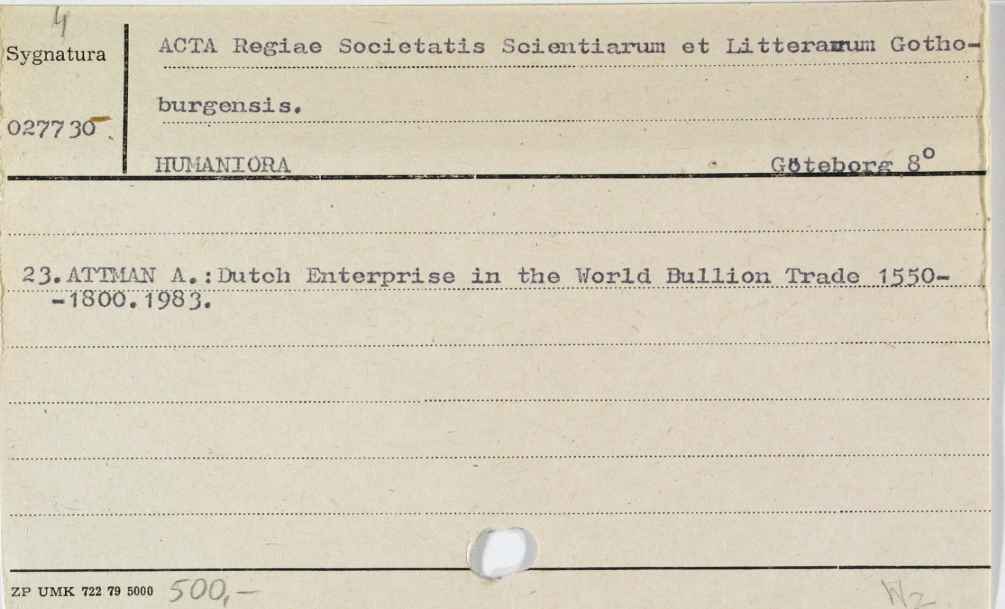 4
Sygnatura
ACTA Regiae Societatis Scientiarum et Litterarum Gotho-
burgensis.
027730
HUMANIORA Göteborg 8°
23. ATTMAN A.: Dutch Enterprise in the World Bullion Trade 1550-
-1800. 1983.
ZP UMK 722 79 5000 500,—